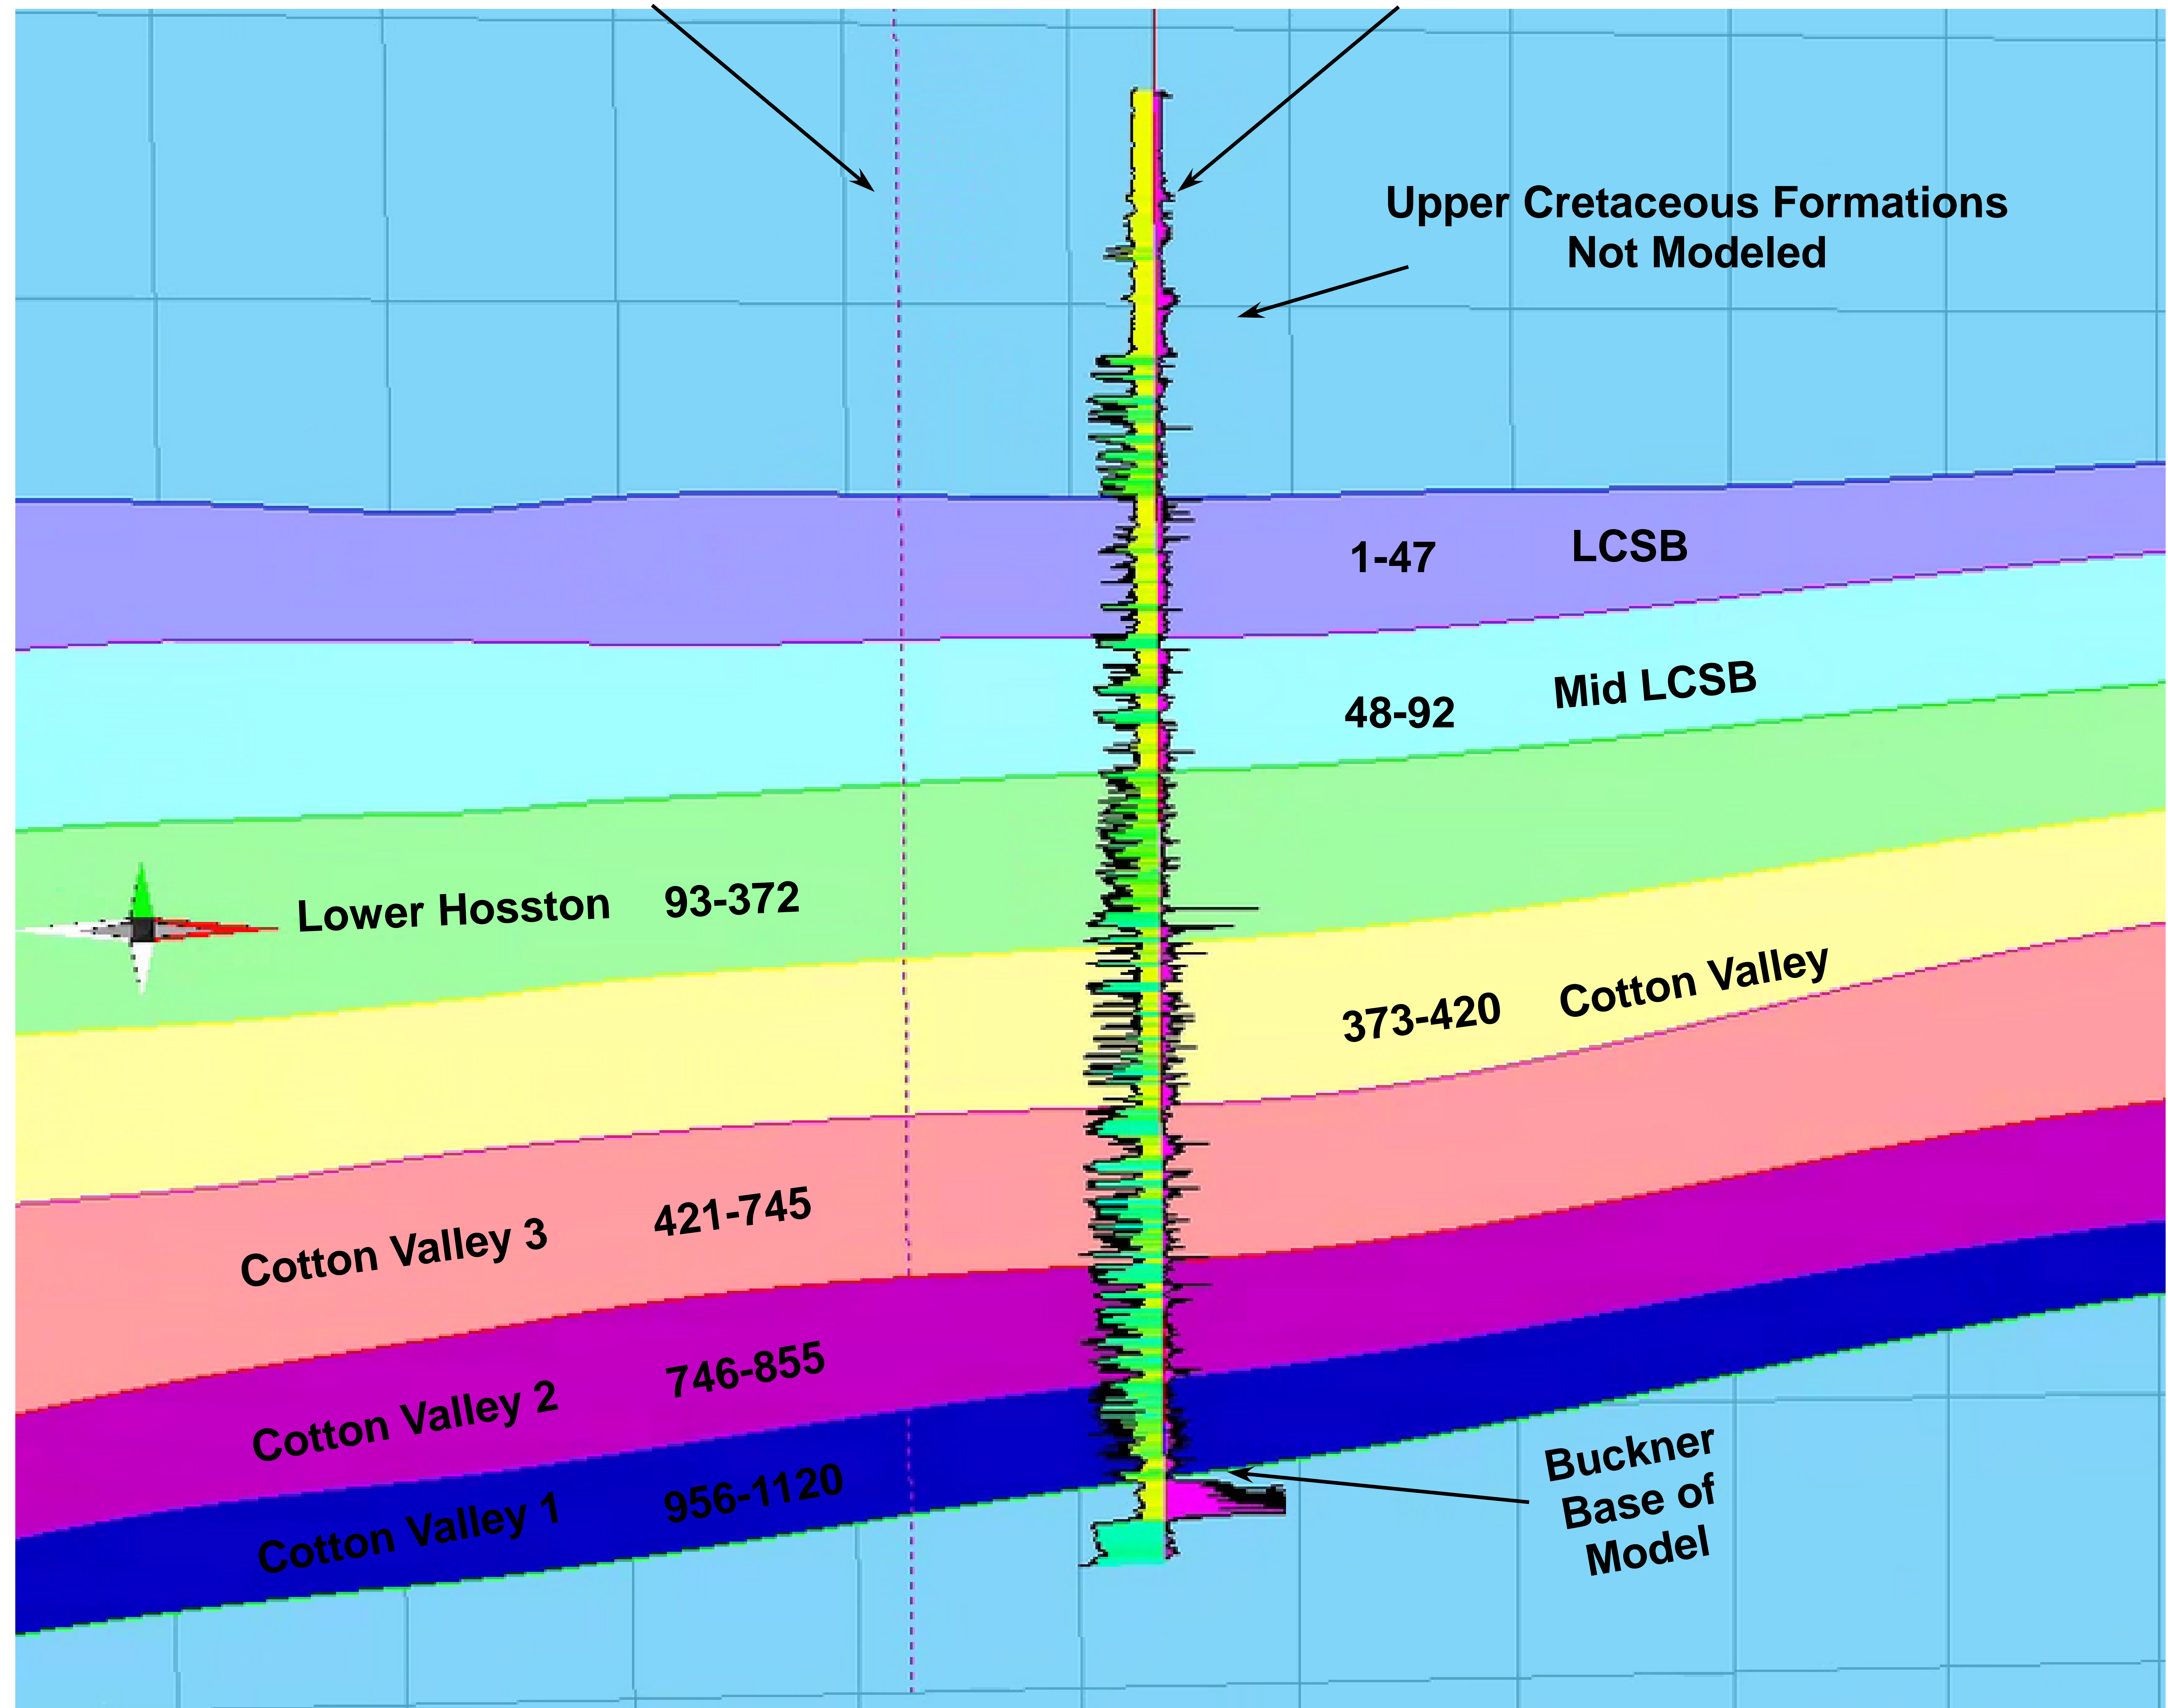 Upper Cretaceous Formations
Not Modeled
1-47 LCSB
48-92 Mid LCSB
Lower Hosston 93-372
373-420 Cotton Valley
Cotton Valley 3 421-745
Cotton Valley 2 746-855
Cotton Valley 1 956-1120
Buckner
Base of
Model